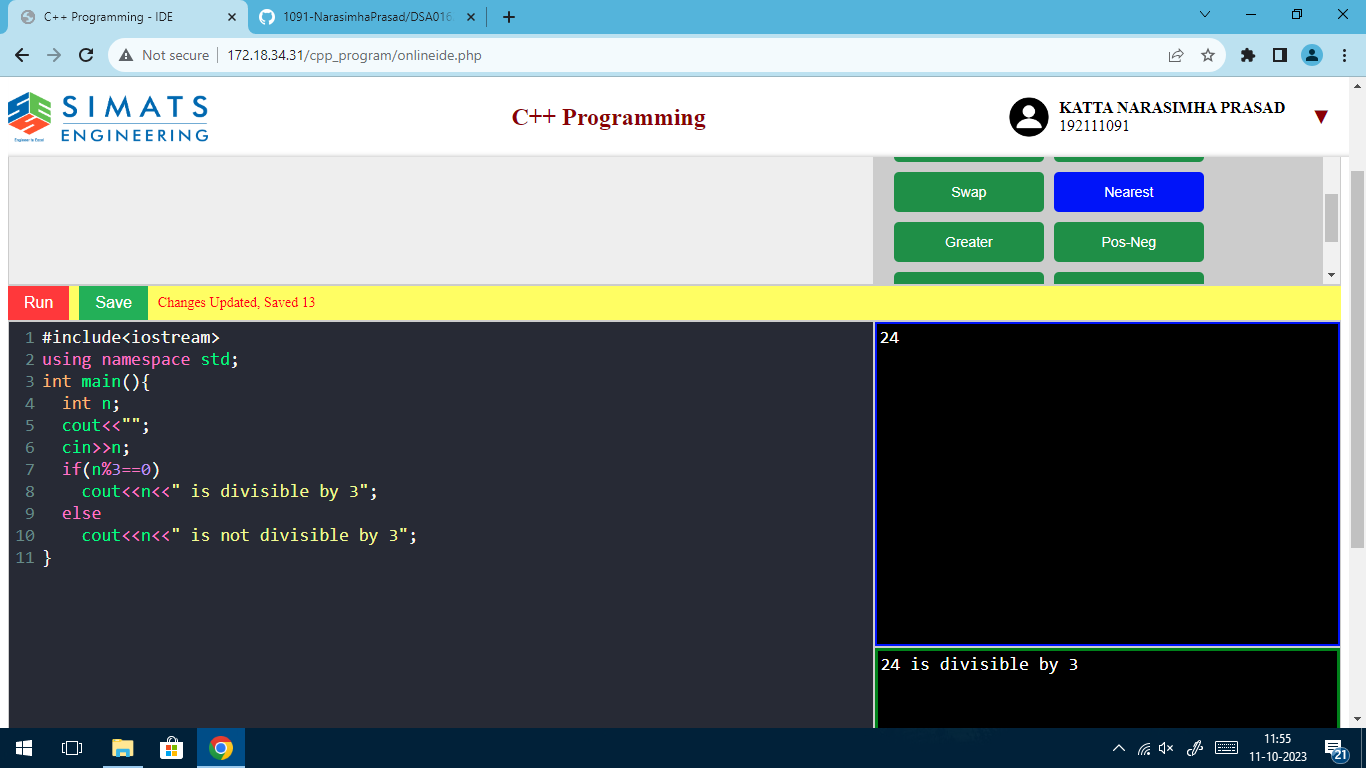 C++ Programming - IDE
1091-NarasimhaPrasad/DSA016
Not secure
172.18.34.31/cpp_program/onlineide.php
SIMATS
ENGINEERING
Engineer to Excel
C++ Programming
KATTA NARASIMHA PRASAD
192111091
Swap
Nearest
Greater
Pos-Neg
Run
Save
Changes Updated, Saved 13
1 #include<iostream>
2 using namespace std;
3 int main(){
4   int n;
5   cout<<"";
6   cin>>n;
7   if(n%3==0)
8     cout<<n<<" is divisible by 3";
9   else
10     cout<<n<<" is not divisible by 3";
11 }
24
24 is divisible by 3
11:55
11-10-2023
21